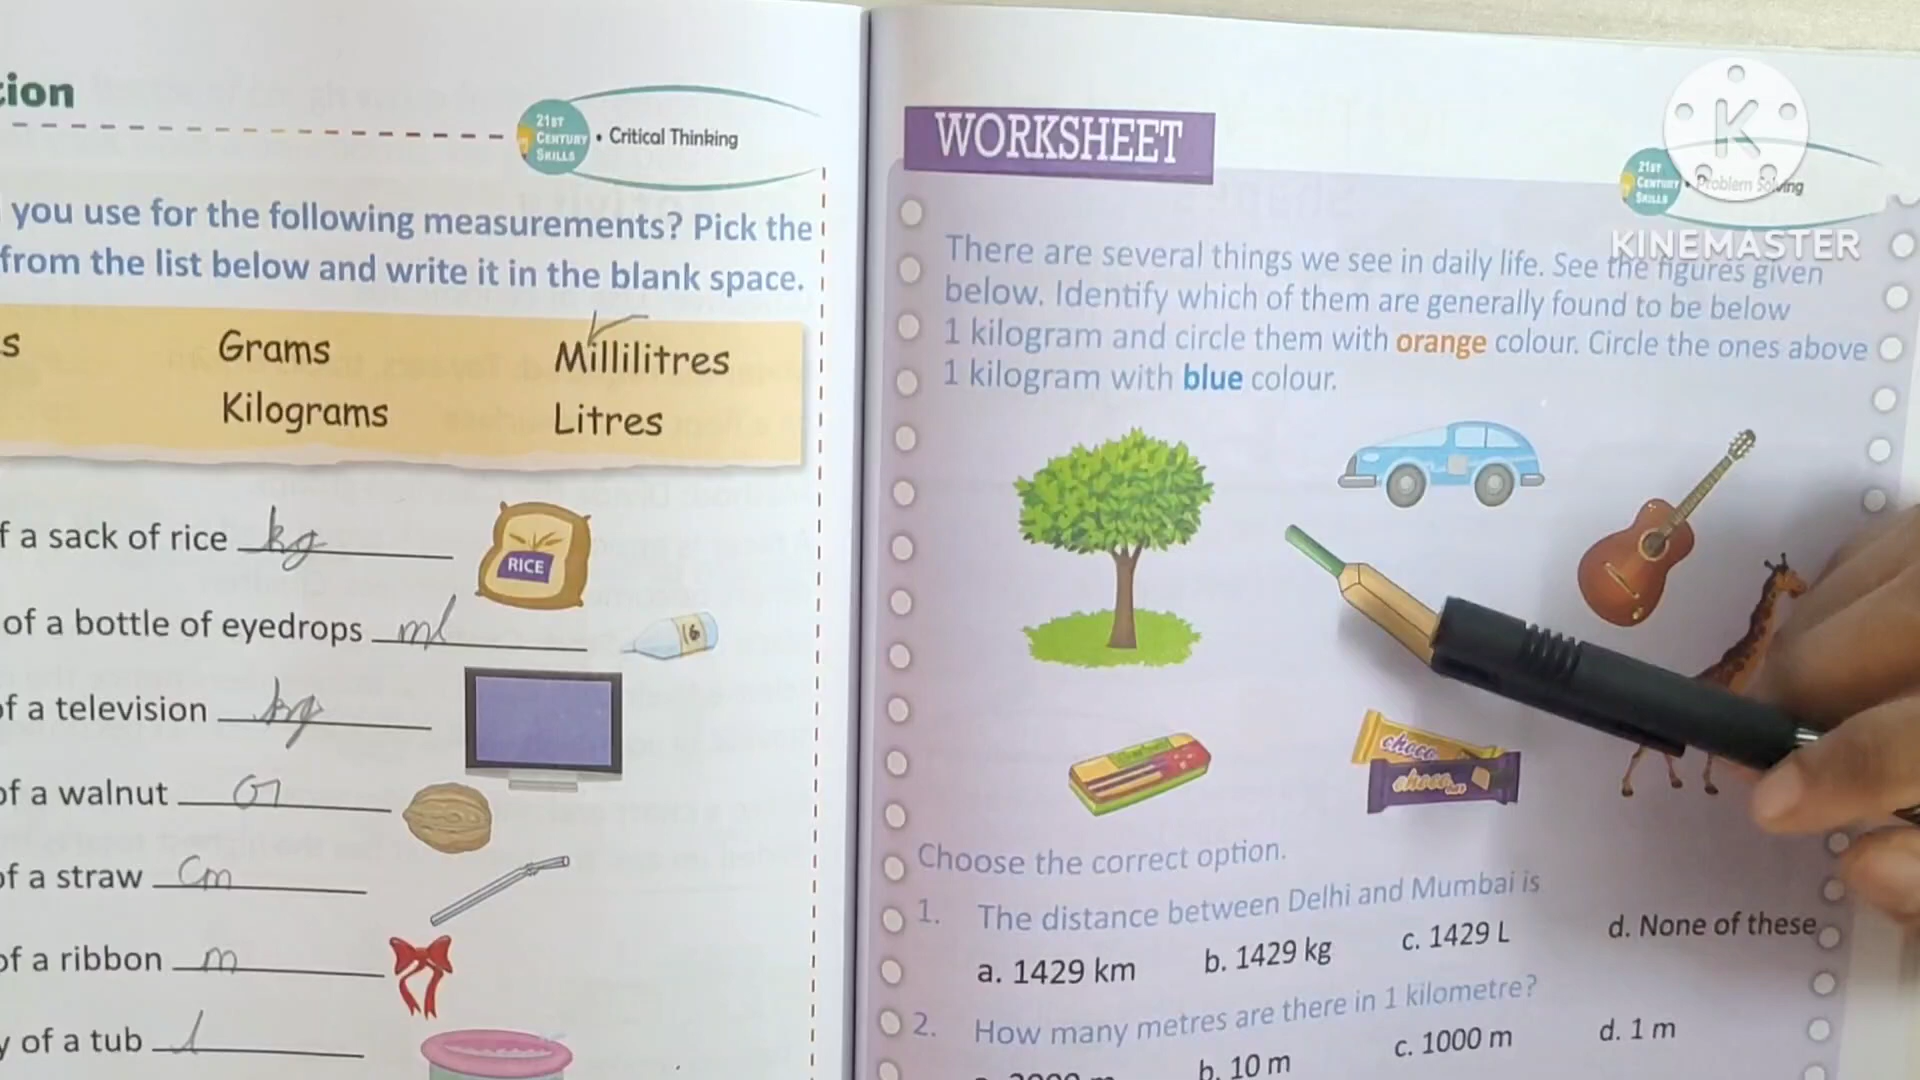 tion
21ST
CENTURY
SKILLS
• Critical Thinking
you use for the following measurements? Pick the
from the list below and write it in the blank space.
s Grams Millilitres
Kilograms Litres
f a sack of rice kg
RICE
of a bottle of eyedrops ml
of a television kg
of a walnut
of a straw Cm
of a ribbon m
y of a tub l
WORKSHEET
K
21ST
CENTURY
SKILLS
• Problem Solving
KINEMASTER
There are several things we see in daily life. See the figures given
below. Identify which of them are generally found to be below
1 kilogram and circle them with orange colour. Circle the ones above
1 kilogram with blue colour.
choco
choco
Choose the correct option.
1. The distance between Delhi and Mumbai is
a. 1429 km b. 1429 kg c. 1429 L d. None of these
2. How many metres are there in 1 kilometre?
b. 10 m c. 1000 m d. 1 m